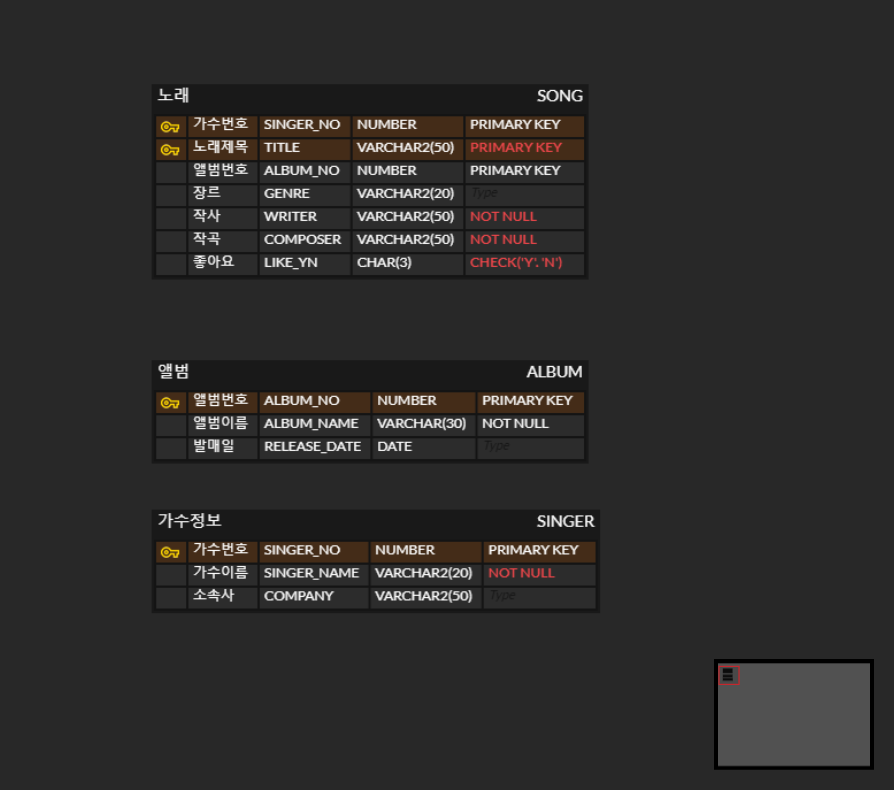 노래 SONG
가수번호 SINGER_NO NUMBER PRIMARY KEY
노래제목 TITLE VARCHAR2(50) PRIMARY KEY
앨범번호 ALBUM_NO NUMBER PRIMARY KEY
장르 GENRE VARCHAR2(20) Type
작사 WRITER VARCHAR2(50) NOT NULL
작곡 COMPOSER VARCHAR2(50) NOT NULL
좋아요 LIKE_YN CHAR(3) CHECK('Y'. 'N')
앨범 ALBUM
앨범번호 ALBUM_NO NUMBER PRIMARY KEY
앨범이름 ALBUM_NAME VARCHAR(30) NOT NULL
발매일 RELEASE_DATE DATE Type
가수정보 SINGER
가수번호 SINGER_NO NUMBER PRIMARY KEY
가수이름 SINGER_NAME VARCHAR2(20) NOT NULL
소속사 COMPANY VARCHAR2(50) Type